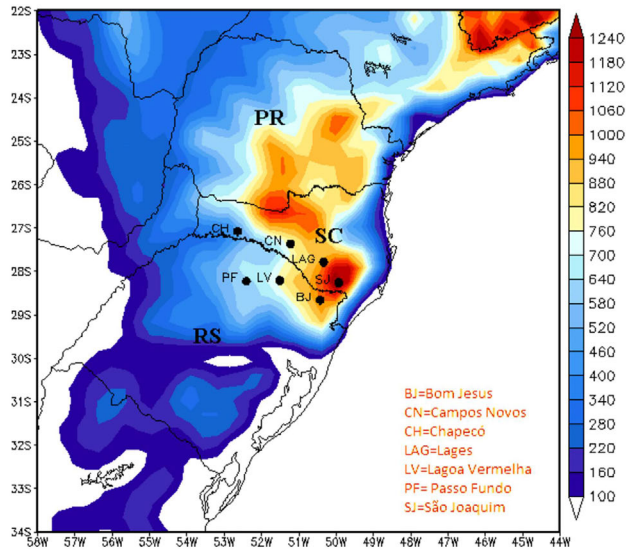 22S
23S
24S
25S
26S
27S
28S
29S
30S
31S
32S
33S
34S
58W 57W 56W 55W 54W 53W 52W 51W 50W 49W 48W 47W 46W 45W 44W
PR
SC
RS
CH
CN
LAG
PF
LV
SJ
BJ
BJ=Bom Jesus
CN=Campos Novos
CH=Chapecó
LAG=Lages
LV=Lagoa Vermelha
PF= Passo Fundo
SJ=São Joaquim
1240
1180
1120
1060
1000
940
880
820
760
700
640
580
520
460
400
340
280
220
160
100